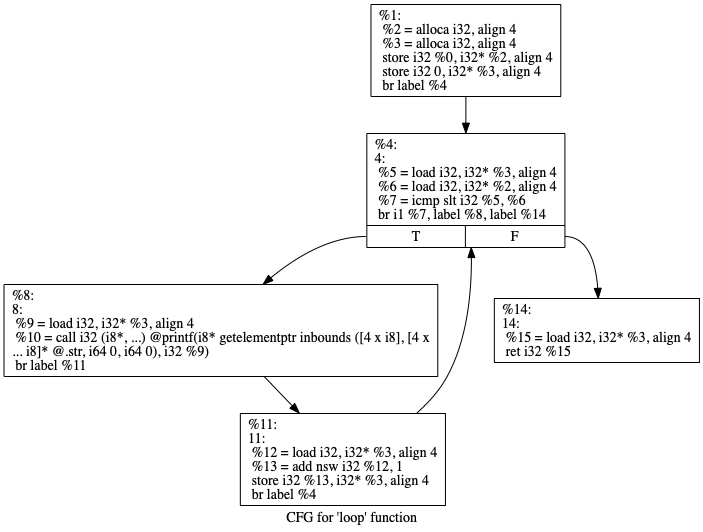 %1:
%2 = alloca i32, align 4
%3 = alloca i32, align 4
store i32 %0, i32* %2, align 4
store i32 0, i32* %3, align 4
br label %4
%4:
4:
%5 = load i32, i32* %3, align 4
%6 = load i32, i32* %2, align 4
%7 = icmp slt i32 %5, %6
br i1 %7, label %8, label %14
T
F
%8:
8:
%9 = load i32, i32* %3, align 4
%10 = call i32 (i8*, ...) @printf(i8* getelementptr inbounds ([4 x i8], [4 x
... i8]* @.str, i64 0, i64 0), i32 %9)
br label %11
%14:
14:
%15 = load i32, i32* %3, align 4
ret i32 %15
%11:
11:
%12 = load i32, i32* %3, align 4
%13 = add nsw i32 %12, 1
store i32 %13, i32* %3, align 4
br label %4
CFG for 'loop' function